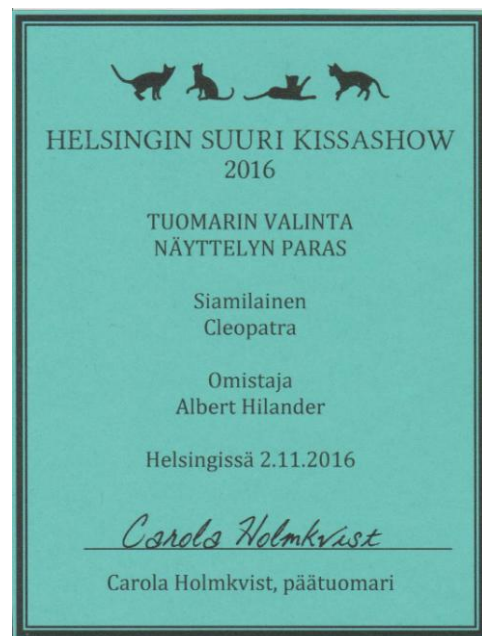 HELSINGIN SUURI KISSASHOW
2016
TUOMARIN VALINTA
NÄYTTELYN PARAS
Siamilainen
Cleopatra
Omistaja
Albert Hilander
Helsingissä 2.11.2016
Carola Holmkvist
Carola Holmkvist, päätuomari